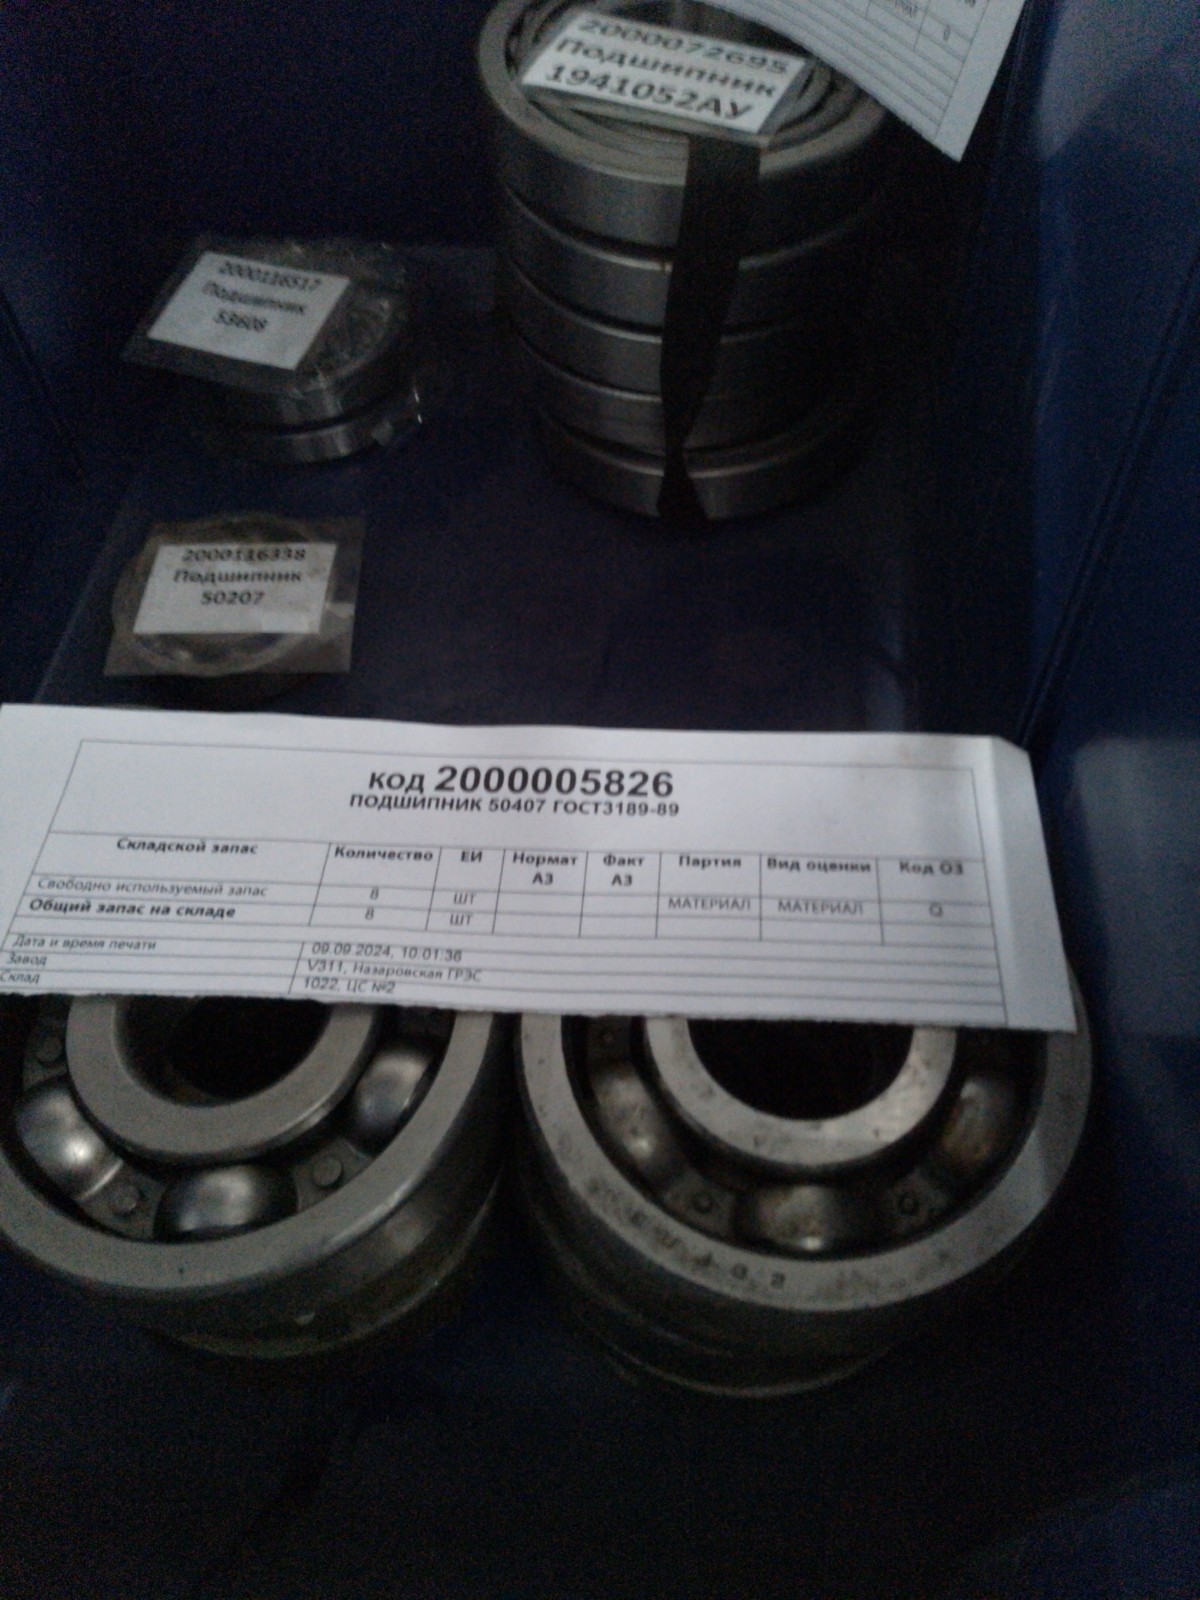 2000072695
Подшипник
1941052АУ
2000116517
Подшипник
53608
2000116338
Подшипник
50207
код 2000005826
ПОДШИПНИК 50407 ГОСТ3189-89
Складской запас Количество ЕИ Нормат АЗ Факт АЗ Партия Вид оценки Код ОЗ
Свободно используемый запас 8 ШТ МАТЕРИАЛ МАТЕРИАЛ О
Общий запас на складе 8 ШТ
Дата и время печати 09.09.2024, 10:01:36
Завод V311, Назаровская ГРЭС
Склад 1022, ЦС №2